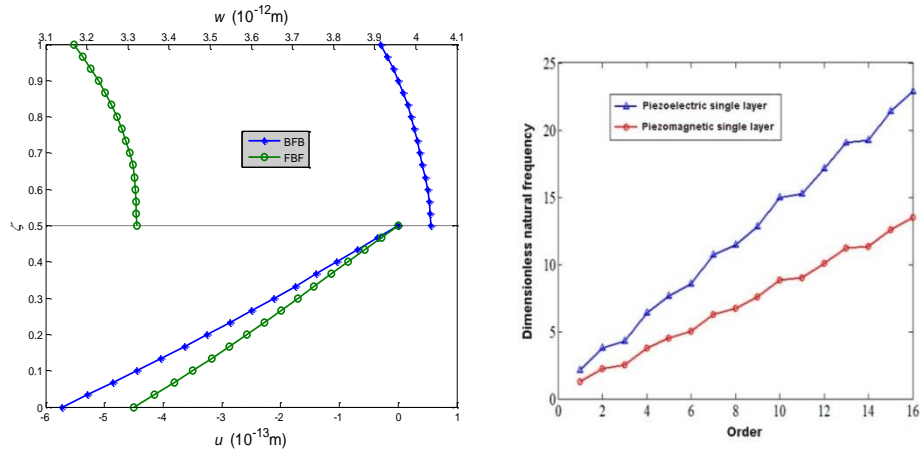 w (10-12m)
3.1 3.2 3.3 3.4 3.5 3.6 3.7 3.8 3.9 4 4.1
1
0.9
0.8
0.7
0.6
ζ 0.5
0.4
0.3
0.2
0.1
0
BFB
FBF
-6 -5 -4 -3 -2 -1 0 1
u (10-13m)
25
20
15
10
5
0
Dimensionless natural frequency
Piezoelectric single layer
Piezomagnetic single layer
0 2 4 6 8 10 12 14 16
Order